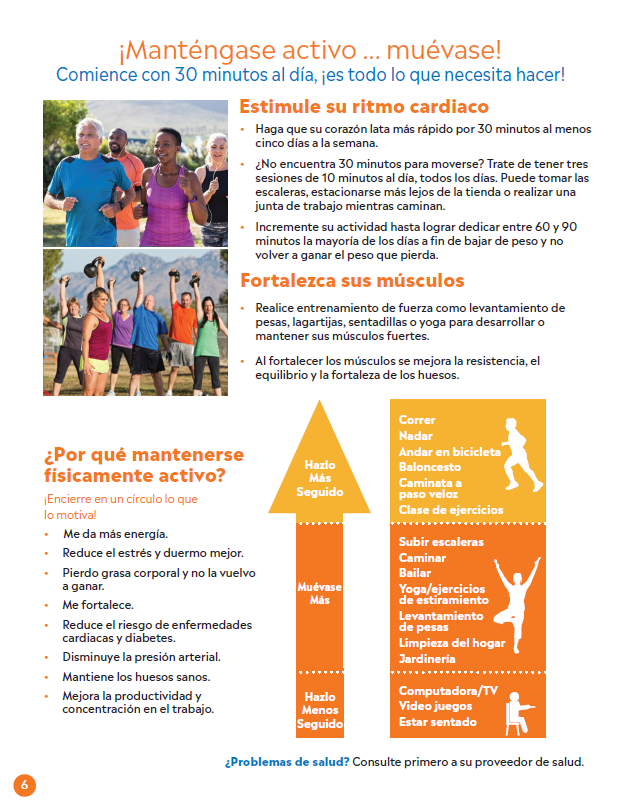 ¡Manténgase activo ... muévase!
Comience con 30 minutos al día, ¡es todo lo que necesita hacer!
Estimule su ritmo cardiaco
• Haga que su corazón lata más rápido por 30 minutos al menos
cinco días a la semana.
• ¿No encuentra 30 minutos para moverse? Trate de tener tres
sesiones de 10 minutos al día, todos los días. Puede tomar las
escaleras, estacionarse más lejos de la tienda o realizar una
junta de trabajo mientras caminan.
• Incremente su actividad hasta lograr dedicar entre 60 y 90
minutos la mayoría de los días a fin de bajar de peso y no
volver a ganar el peso que pierda.
Fortalezca sus músculos
• Realice entrenamiento de fuerza como levantamiento de
pesas, lagartijas, sentadillas o yoga para desarrollar o
mantener sus músculos fuertes.
• Al fortalecer los músculos se mejora la resistencia, el
equilibrio y la fortaleza de los huesos.
¿Por qué mantenerse
físicamente activo?
¡Encierre en un círculo lo que
lo motiva!
• Me da más energía.
• Reduce el estrés y duermo mejor.
• Pierdo grasa corporal y no la vuelvo
a ganar.
• Me fortalece.
• Reduce el riesgo de enfermedades
cardiacas y diabetes.
• Disminuye la presión arterial.
• Mantiene los huesos sanos.
• Mejora la productividad y
concentración en el trabajo.
Hazlo
Más
Seguido
Correr
Nadar
Andar en bicicleta
Baloncesto
Caminata a
paso veloz
Clase de ejercicios
Muévase
Más
Subir escaleras
Caminar
Bailar
Yoga/ejercicios
de estiramiento
Levantamiento
de pesas
Limpieza del hogar
Jardinería
Hazlo
Menos
Seguido
Computadora/TV
Video juegos
Estar sentado
¿Problemas de salud? Consulte primero a su proveedor de salud.
6